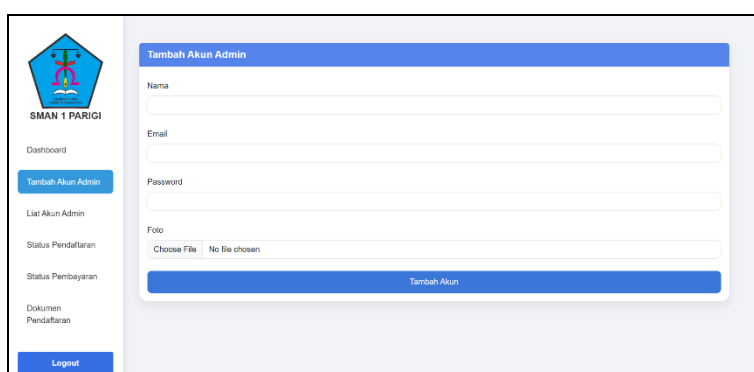 SMAN 1 PARIGI
Dashboard
Tambah Akun Admin
Liat Akun Admin
Status Pendaftaran
Status Pembayaran
Dokumen
Pendaftaran
Logout
Tambah Akun Admin
Nama
Email
Password
Foto
Choose File No file chosen
Tambah Akun